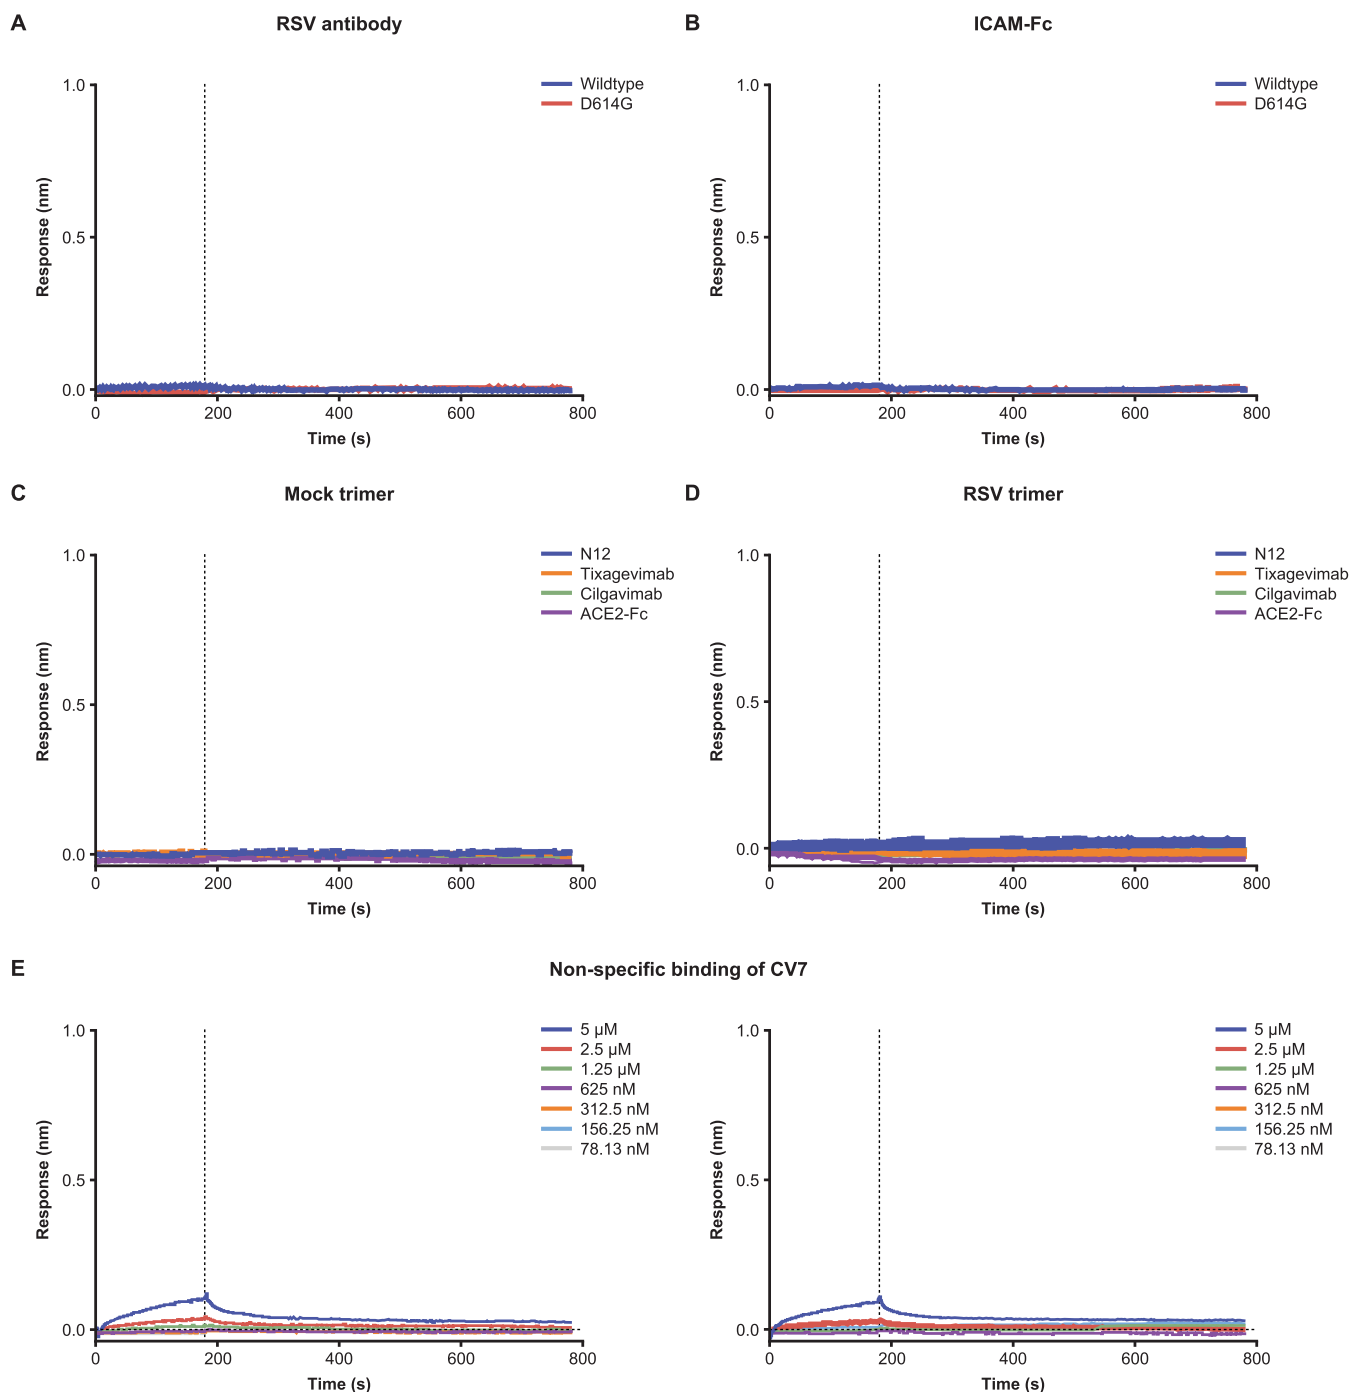 A
RSV antibody
Wildtype
D614G
1.0
0.5
0.0
Response (nm)
0
200
400
600
800
Time (s)
B
ICAM-Fc
Wildtype
D614G
1.0
0.5
0.0
Response (nm)
0
200
400
600
800
Time (s)
C
Mock trimer
N12
Tixagevimab
Cilgavimab
ACE2-Fc
1.0
0.5
0.0
Response (nm)
0
200
400
600
800
Time (s)
D
RSV trimer
N12
Tixagevimab
Cilgavimab
ACE2-Fc
1.0
0.5
0.0
Response (nm)
0
200
400
600
800
Time (s)
E
Non-specific binding of CV7
5 µM
2.5 µM
1.25 µM
625 nM
312.5 nM
156.25 nM
78.13 nM
1.0
0.5
0.0
Response (nm)
0
200
400
600
800
Time (s)
5 µM
2.5 µM
1.25 µM
625 nM
312.5 nM
156.25 nM
78.13 nM
1.0
0.5
0.0
Response (nm)
0
200
400
600
800
Time (s)